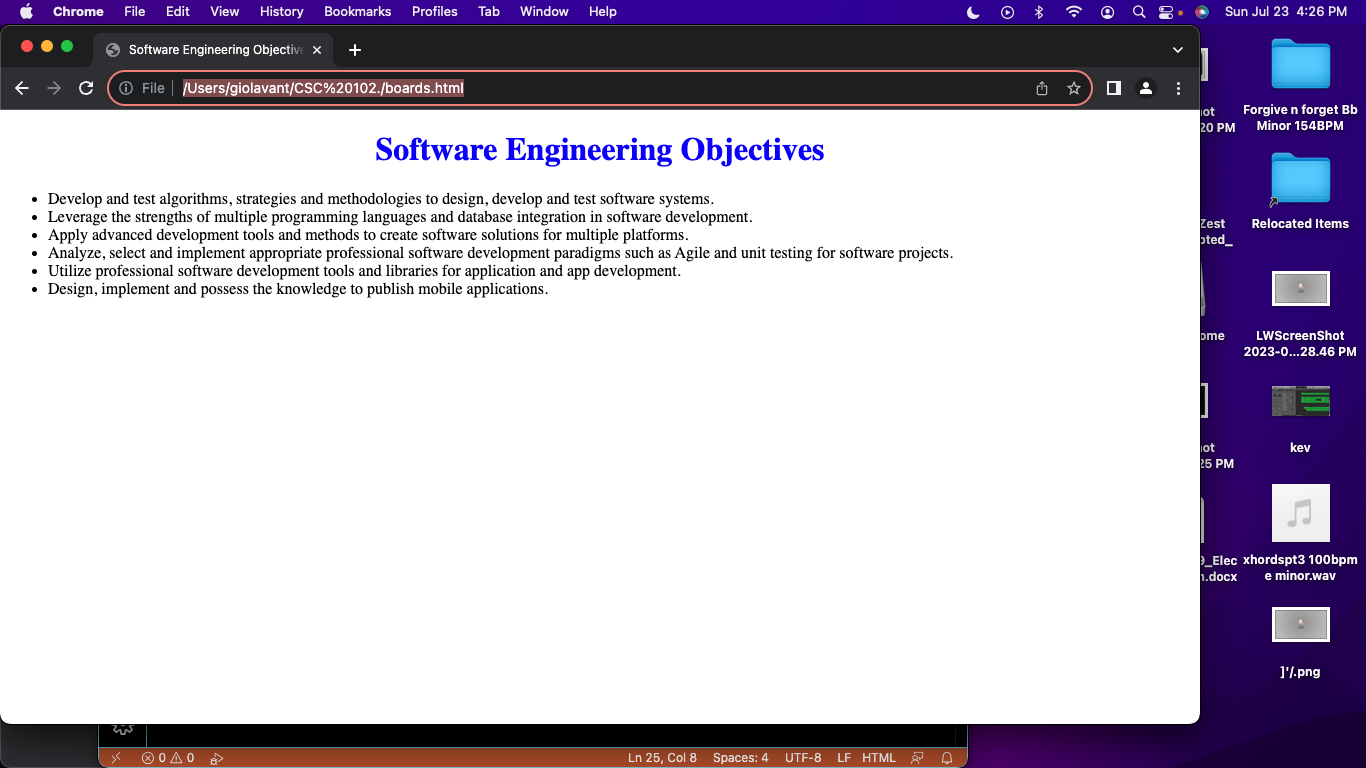 Chrome File Edit View History Bookmarks Profiles Tab Window Help Sun Jul 23 4:26 PM
Software Engineering Objective
File /Users/giolavant/CSC%20102./boards.html
Software Engineering Objectives
• Develop and test algorithms, strategies and methodologies to design, develop and test software systems.
• Leverage the strengths of multiple programming languages and database integration in software development.
• Apply advanced development tools and methods to create software solutions for multiple platforms.
• Analyze, select and implement appropriate professional software development paradigms such as Agile and unit testing for software projects.
• Utilize professional software development tools and libraries for application and app development.
• Design, implement and possess the knowledge to publish mobile applications.
ot
20 PM
Zest
pted_
ome
ot
25 PM
9_Elec
n.docx
Forgive n forget Bb
Minor 154BPM
Relocated Items
LWScreenShot
2023-0...28.46 PM
kev
xhordspt3 100bpm
e minor.wav
]'/.png
0 0 Ln 25, Col 8 Spaces: 4 UTF-8 LF HTML